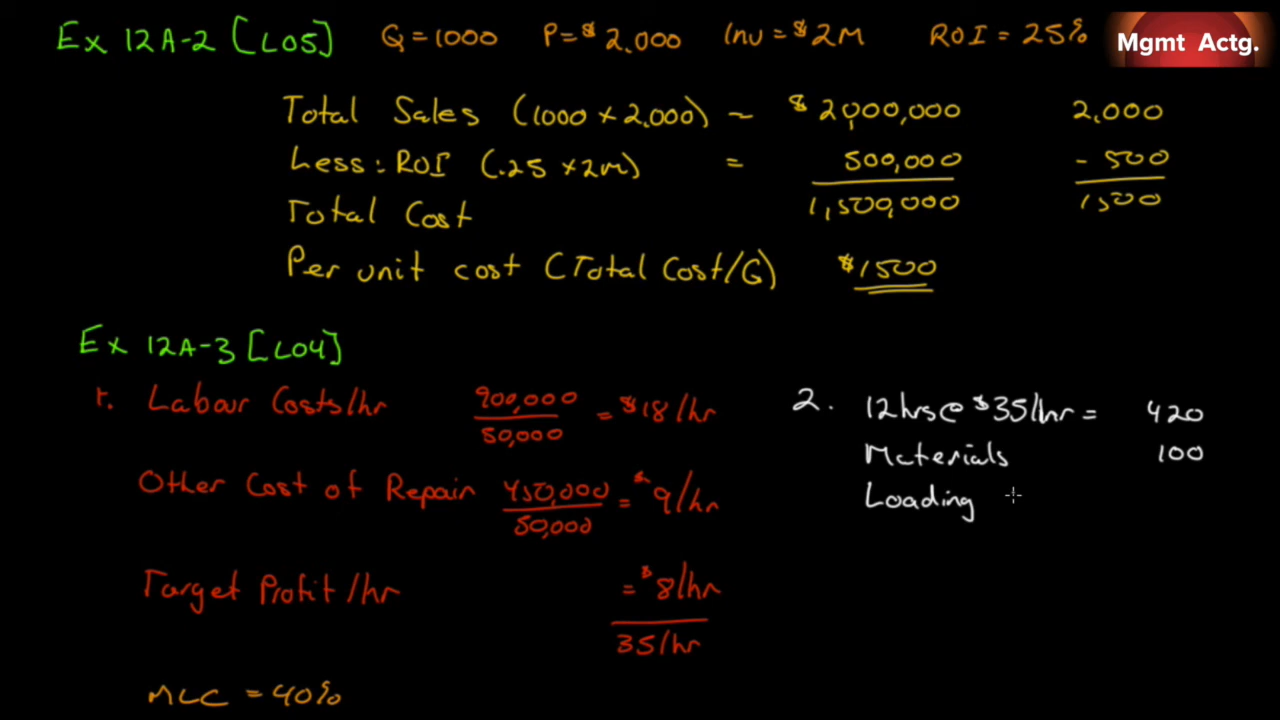 Ex 12A-2 [LO5] Q = 1000 P = $2,000 Inv = $2M ROI = 25%
Mgmt Actg.
Total Sales (1000 x 2,000) = $2,000,000 2,000
Less: ROI (.25 x 2M) = 500,000 - 500
Total Cost 1,500,000 1,500
Per unit cost (Total Cost/Q) $1500
Ex 12A-3 [LO4]
1. Labour Costs/hr 900,000/50,000 = $18/hr
Other Cost of Repair 450,000/50,000 = $9/hr
Target Profit/hr = $8/hr
35/hr
MLC = 40%
2. 12hrs@ $35/hr = 420
Materials 100
Loading